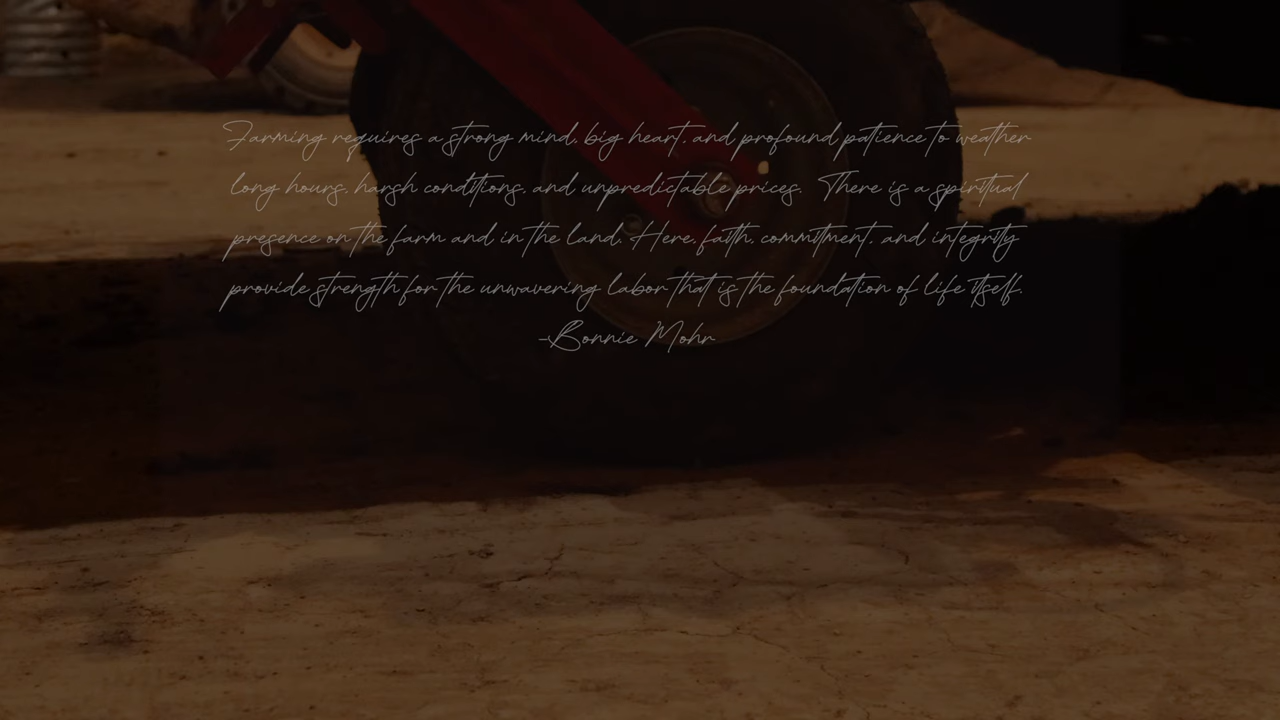 Farming requires a strong mind, big heart, and profound patience to weather
long hours, harsh conditions, and unpredictable prices. There is a spiritual
presence on the farm and in the land. Here, faith, commitment, and integrity
provide strength for the unwavering labor that is the foundation of life itself.
-Bonnie Mohr